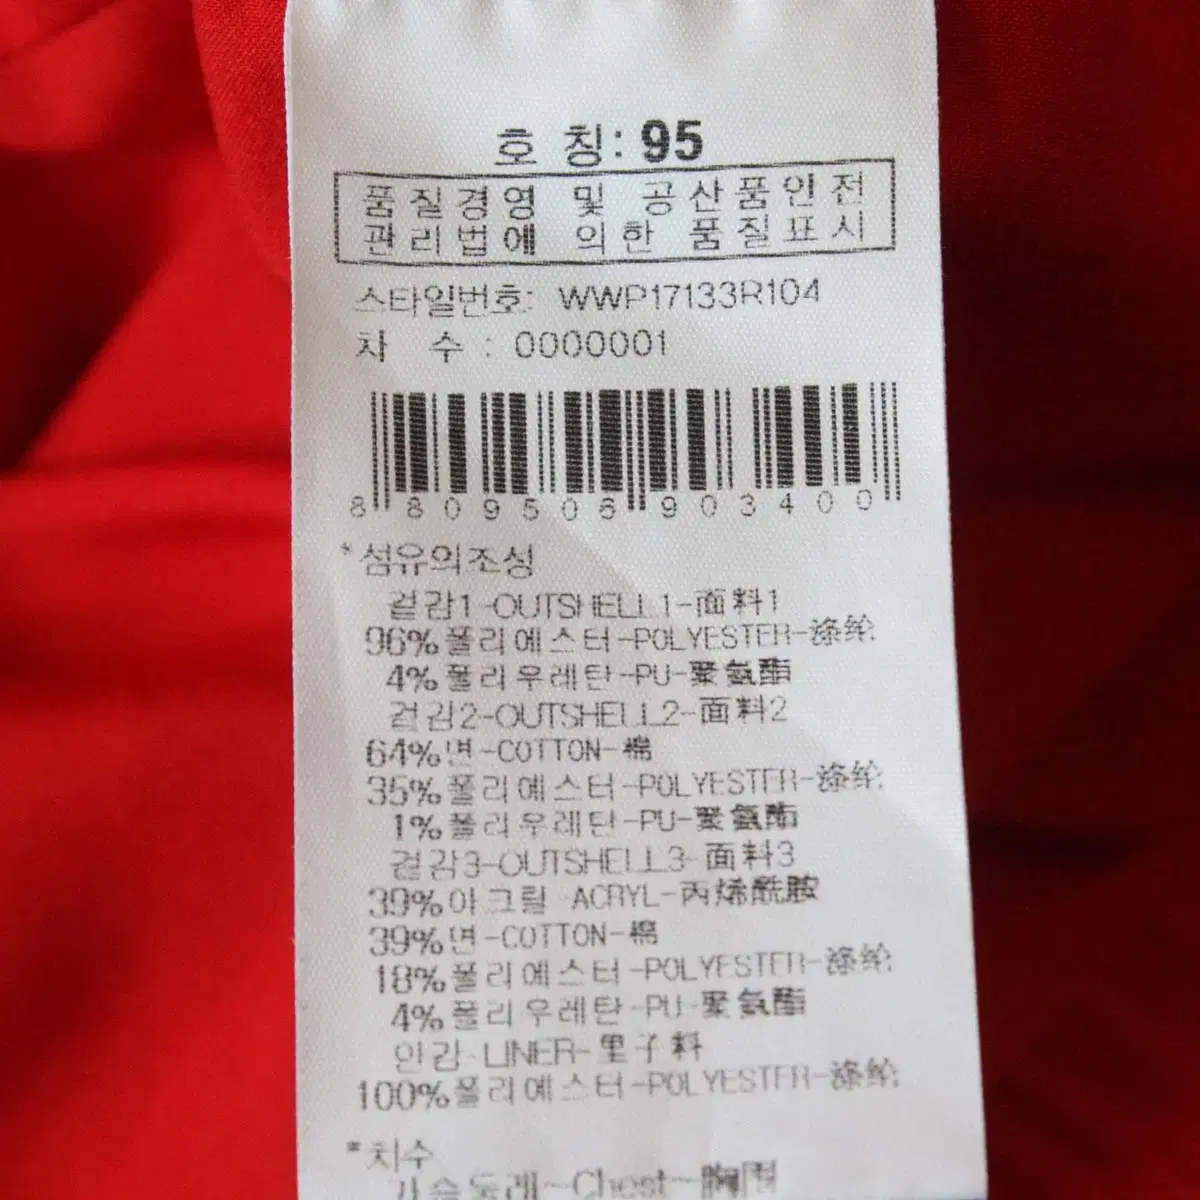 호 칭: 95
품질경영 및 공산품안전
관리법에 의한 품질표시
스타일번호: WWP17133R104
차 수 : 0000001
8 809506 903400
*섬유의조성
겉감1-OUTSHELL1-面料1
96%폴리에스터-POLYESTER-涤纶
4%폴리우레탄-PU-聚氨酯
겉감2-OUTSHELL2-面料2
64%면-COTTON-棉
35%폴리에스터-POLYESTER-涤纶
1%폴리우레탄-PU-聚氨酯
겉감3-OUTSHELL3-面料3
39%아크릴-ACRYL-丙烯酰胺
39%면-COTTON-棉
18%폴리에스터-POLYESTER-涤纶
4%폴리우레탄-PU-聚氨酯
안감-LINER-里子料
100%폴리에스터-POLYESTER-涤纶
*치수
가슴둘레-Chest-胸围